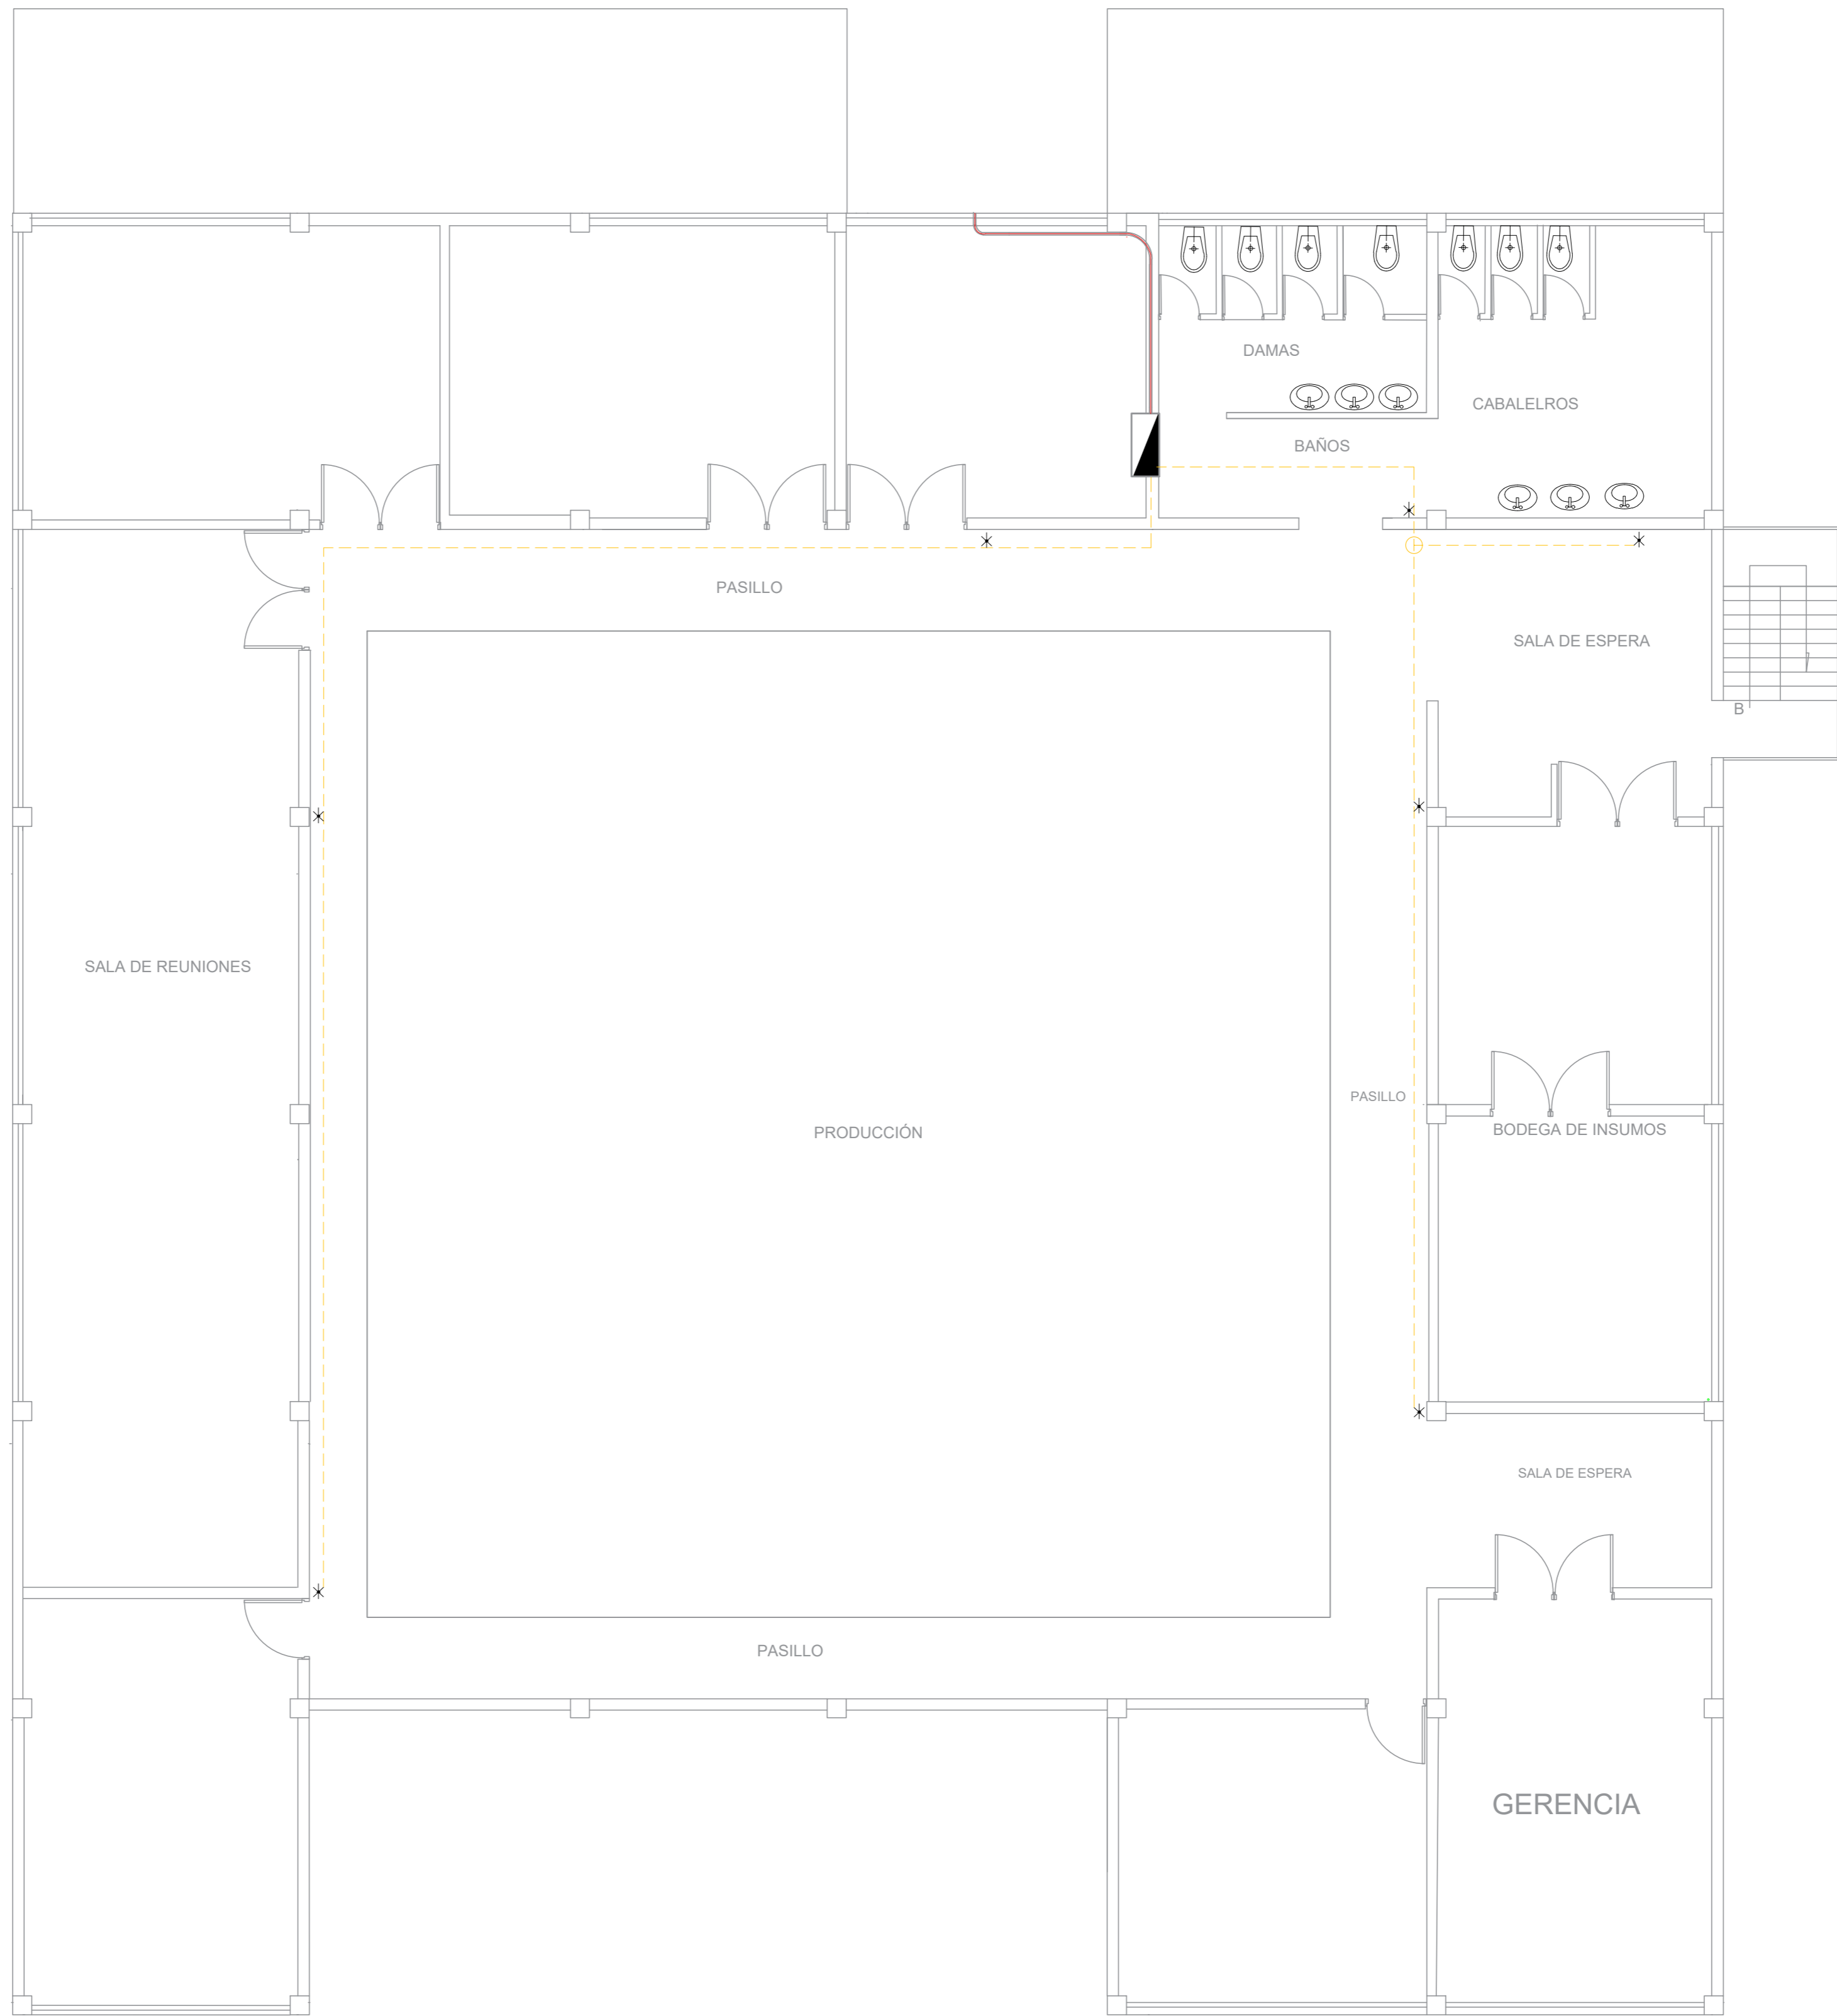 DAMAS
CABALELROS
BAÑOS
PASILLO
SALA DE ESPERA
B
SALA DE REUNIONES
PASILLO
PRODUCCIÓN
BODEGA DE INSUMOS
SALA DE ESPERA
PASILLO
GERENCIA